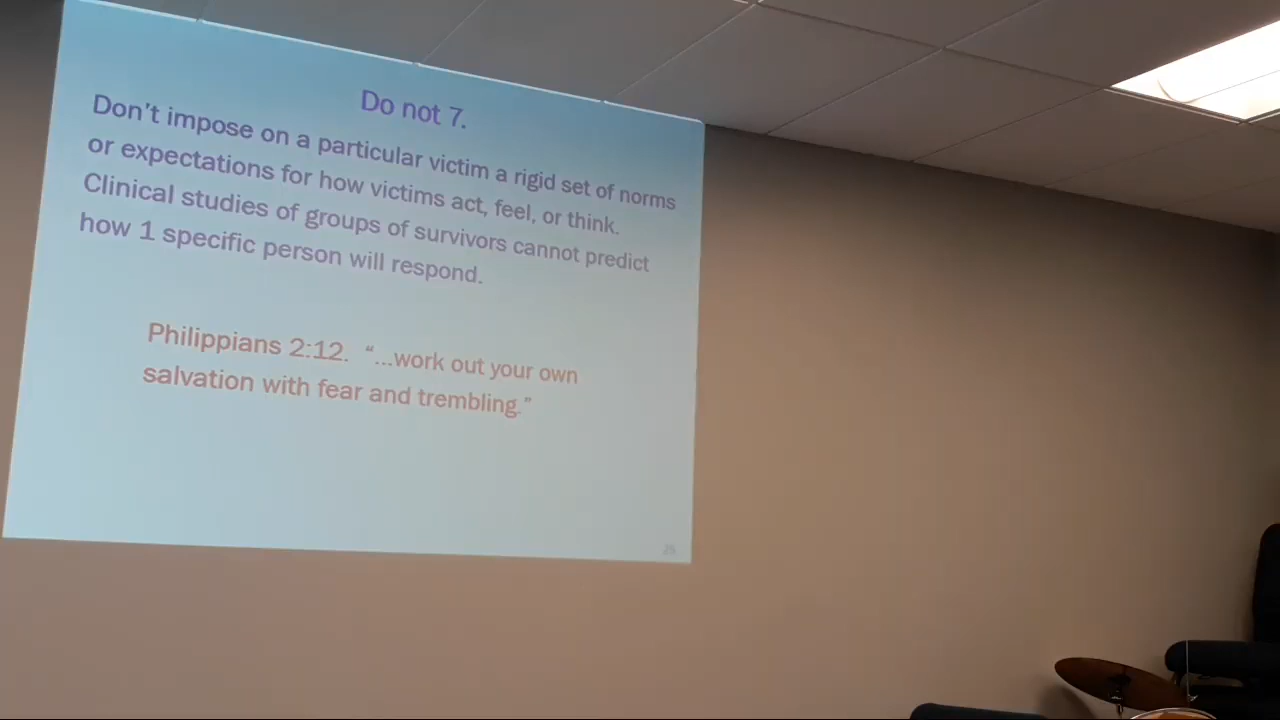 Do not 7.
Don't impose on a particular victim a rigid set of norms
or expectations for how victims act, feel, or think.
Clinical studies of groups of survivors cannot predict
how 1 specific person will respond.
Philippians 2:12. "...work out your own
salvation with fear and trembling."